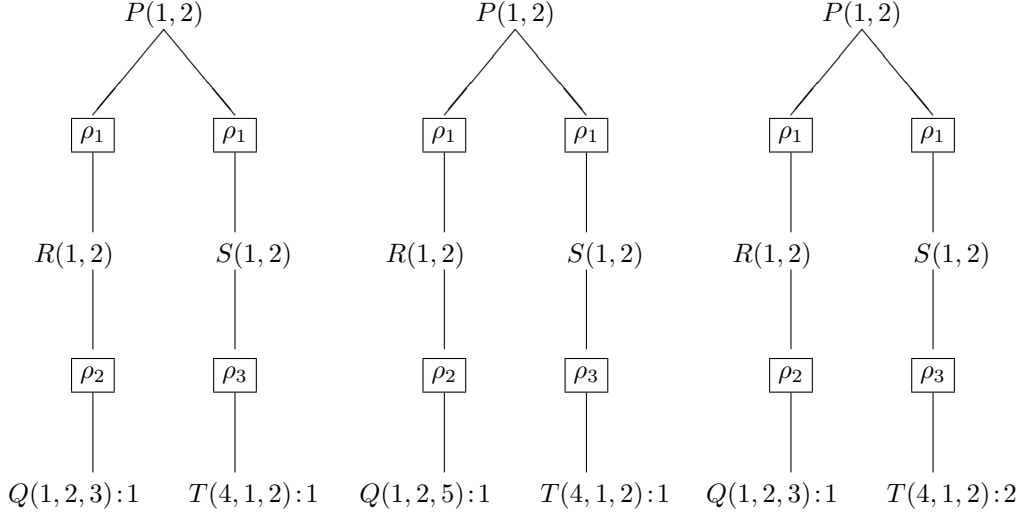 P(1, 2) P(1, 2) P(1, 2)
ρ₁ ρ₁ ρ₁ ρ₁ ρ₁ ρ₁
R(1, 2) S(1, 2) R(1, 2) S(1, 2) R(1, 2) S(1, 2)
ρ₂ ρ₃ ρ₂ ρ₃ ρ₂ ρ₃
Q(1, 2, 3):1 T(4, 1, 2):1 Q(1, 2, 5):1 T(4, 1, 2):1 Q(1, 2, 3):1 T(4, 1, 2):2